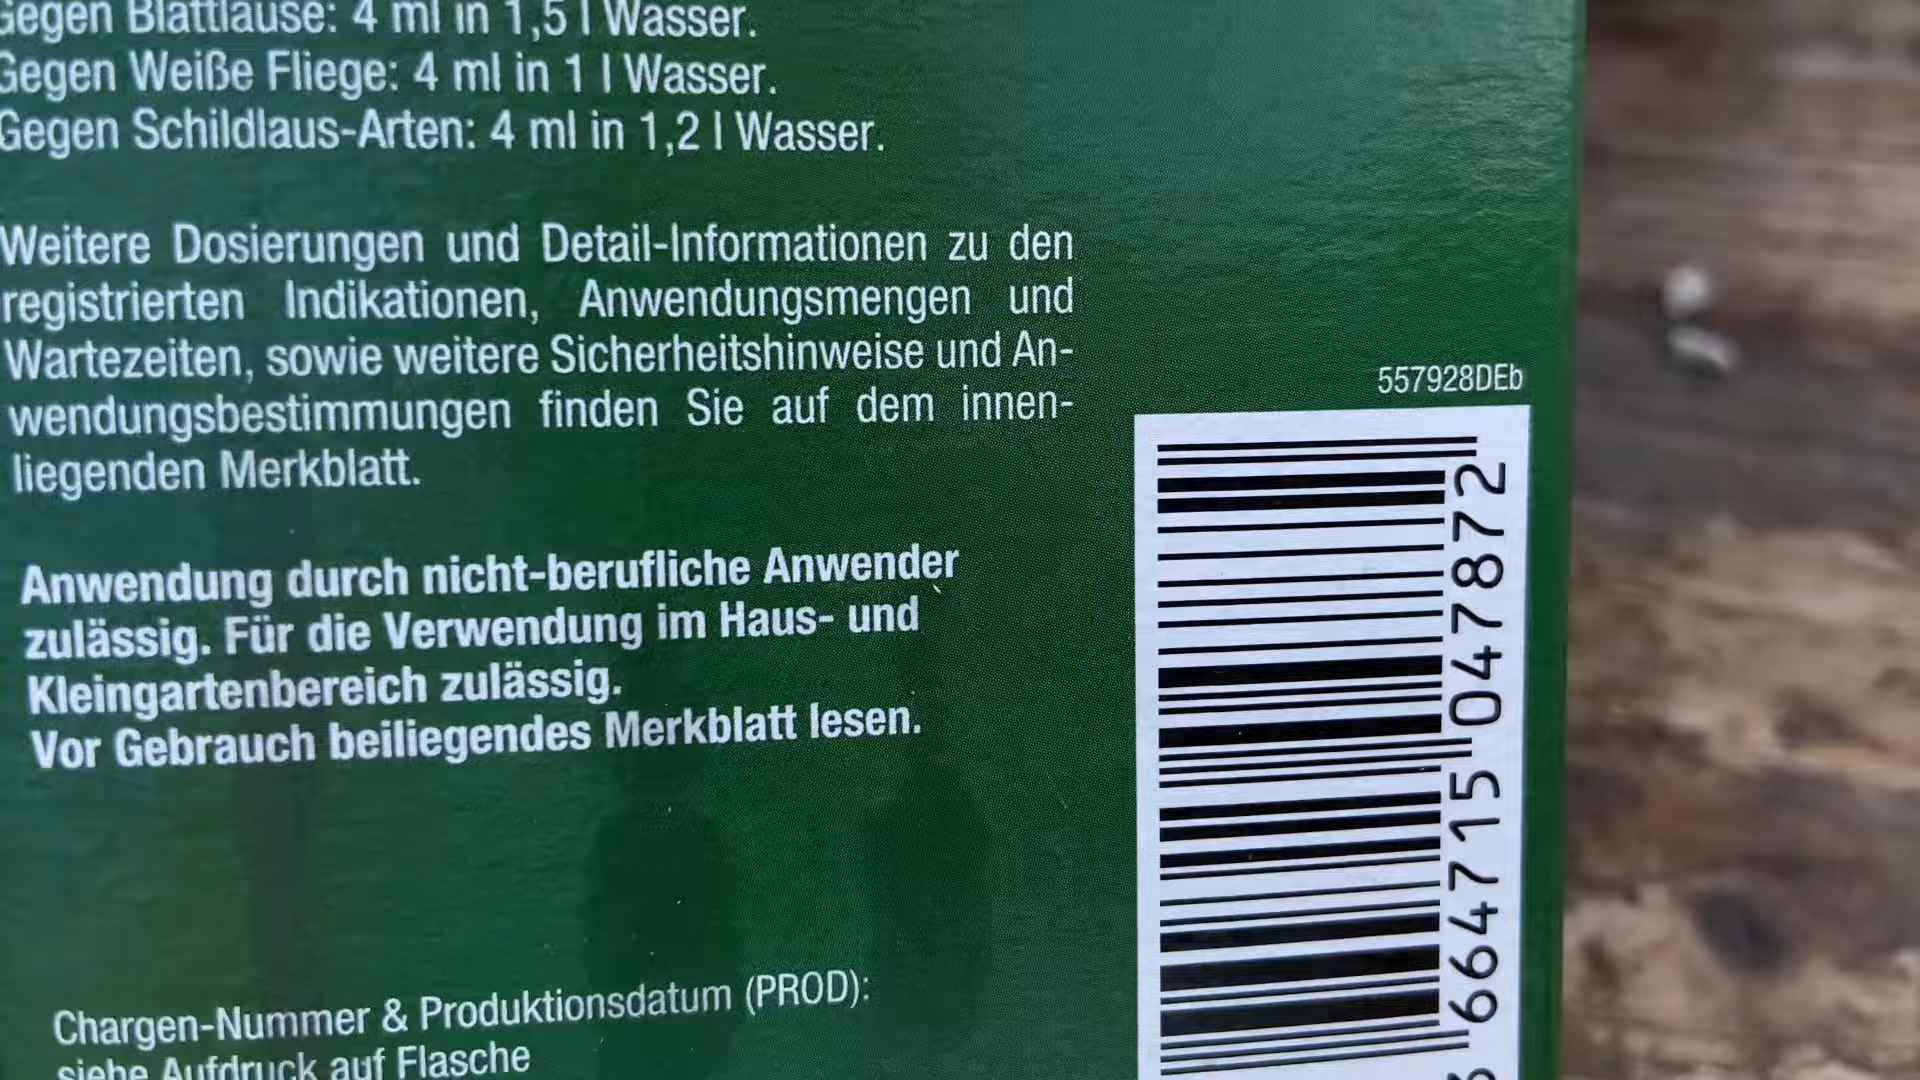 Gegen Blattläuse: 4 ml in 1,5 l Wasser.
Gegen Weiße Fliege: 4 ml in 1 l Wasser.
Gegen Schildlaus-Arten: 4 ml in 1,2 l Wasser.
Weitere Dosierungen und Detail-Informationen zu den
registrierten Indikationen, Anwendungsmengen und
Wartezeiten, sowie weitere Sicherheitshinweise und An-
wendungsbestimmungen finden Sie auf dem innen-
liegenden Merkblatt.
Anwendung durch nicht-berufliche Anwender
zulässig. Für die Verwendung im Haus- und
Kleingartenbereich zulässig.
Vor Gebrauch beiliegendes Merkblatt lesen.
Chargen-Nummer & Produktionsdatum (PROD):
siehe Aufdruck auf Flasche
557928DEb
664715 047872